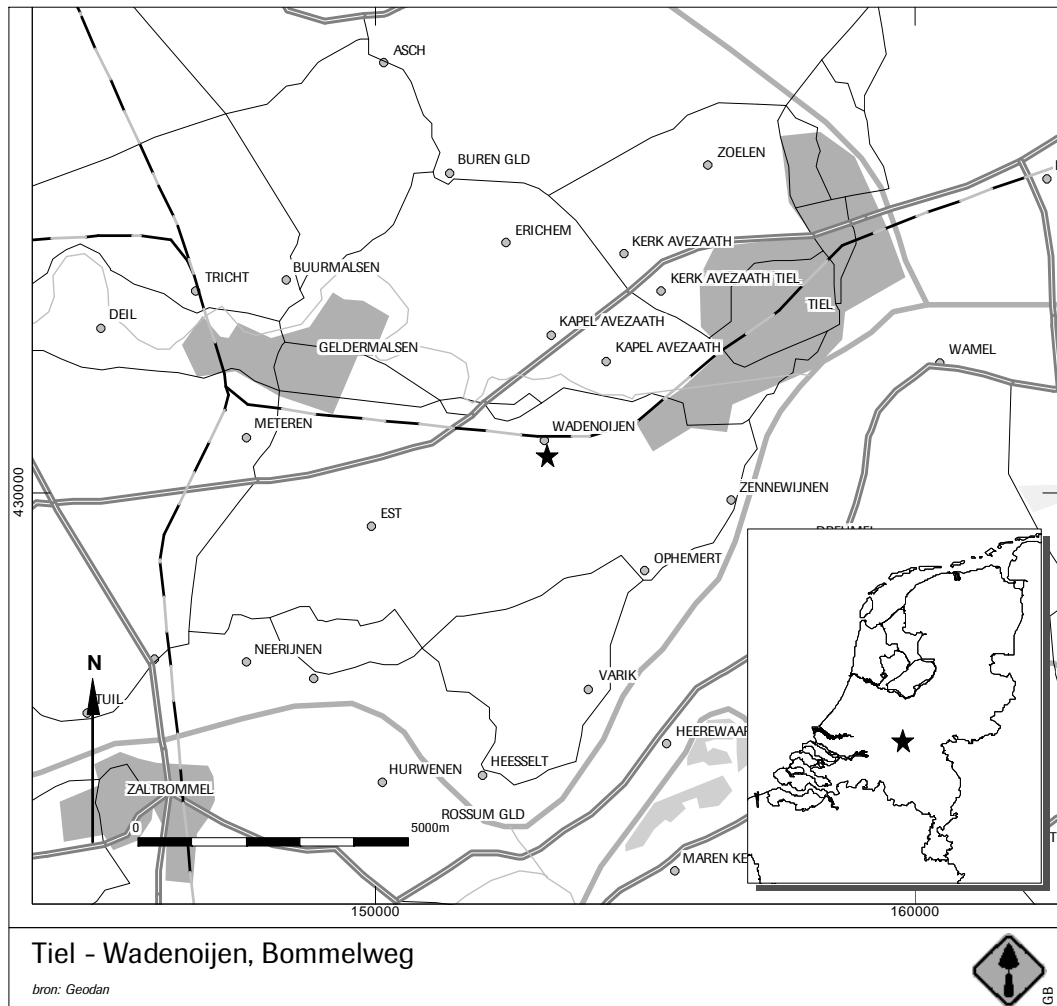 ASCH
BUREN GLD
ZOELEN
ERICHEM
KERK AVEZAATH
TRICHT
BUURMALSEN
KERK AVEZAATH TIEL
TIEL
DEIL
KAPEL AVEZAATH
GELDERMALSEN
KAPEL AVEZAATH
WAMEL
METEREN
WADENOIJEN
430000
ZENNEWIJNEN
EST
OPHEMERT
NEERIJNEN
N
VARIK
TUIL
HEEREWAAR
HEESSELT
HURWENEN
ZALTBOMMEL
ROSSUM GLD
0
5000m
MAREN KE
150000
160000
Tiel - Wadenoijen, Bommelweg
bron: Geodan
GB